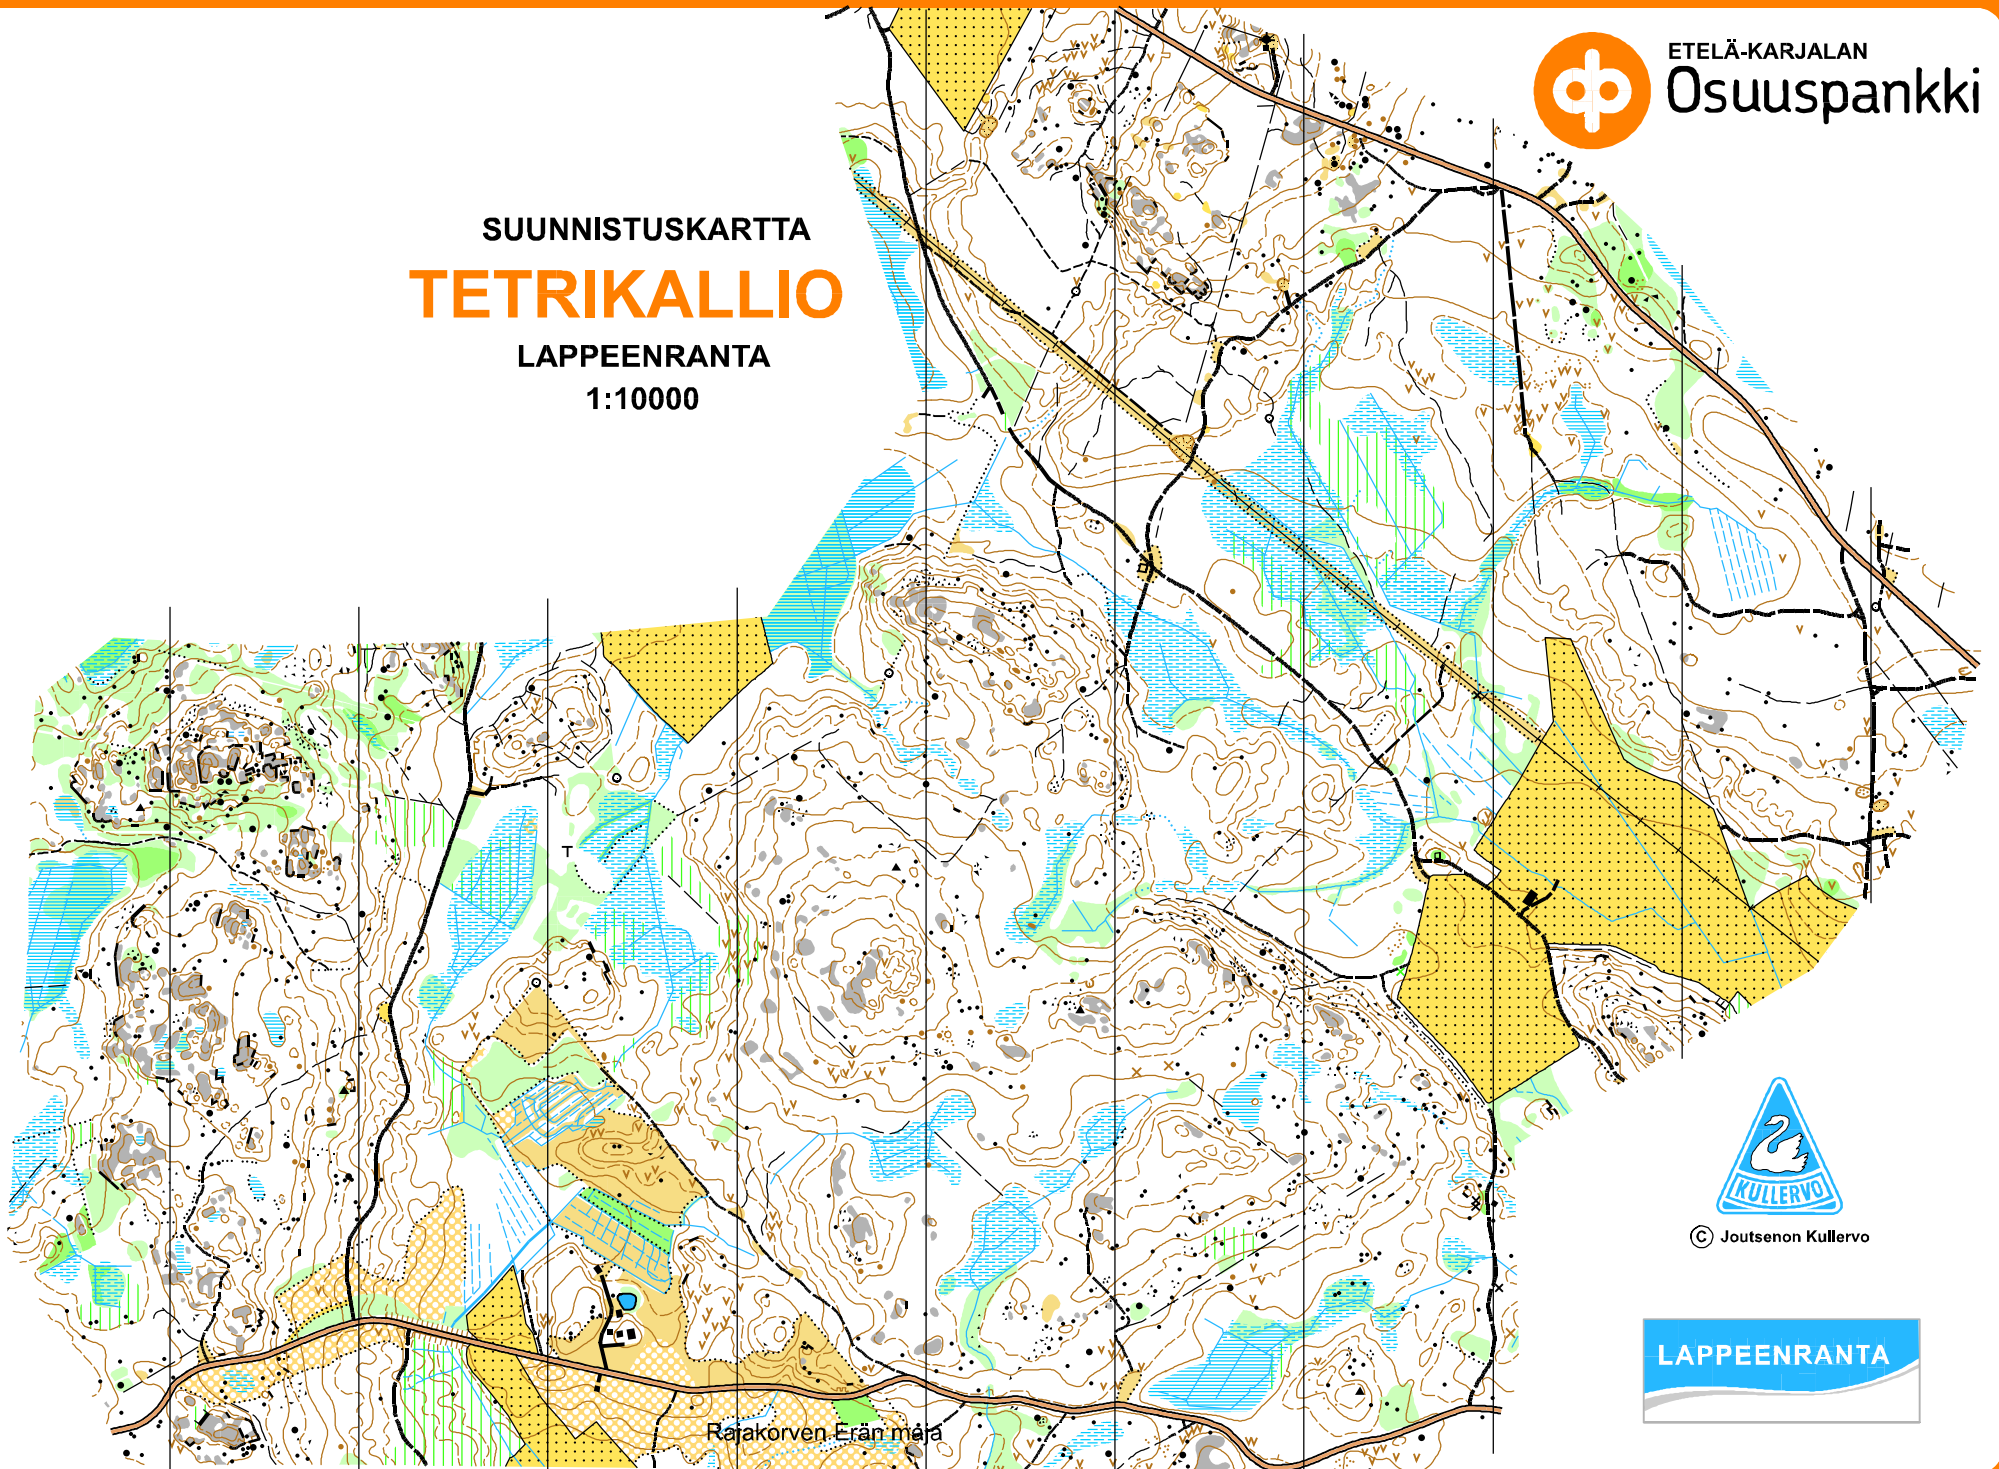 ETELÄ-KARJALAN
Osuuspankki
SUUNNISTUSKARTTA
TETRIKALLIO
LAPPEENRANTA
1:10000
KULLERVO
© Joutsenon Kullervo
LAPPEENRANTA
Rajakorven Erän maja